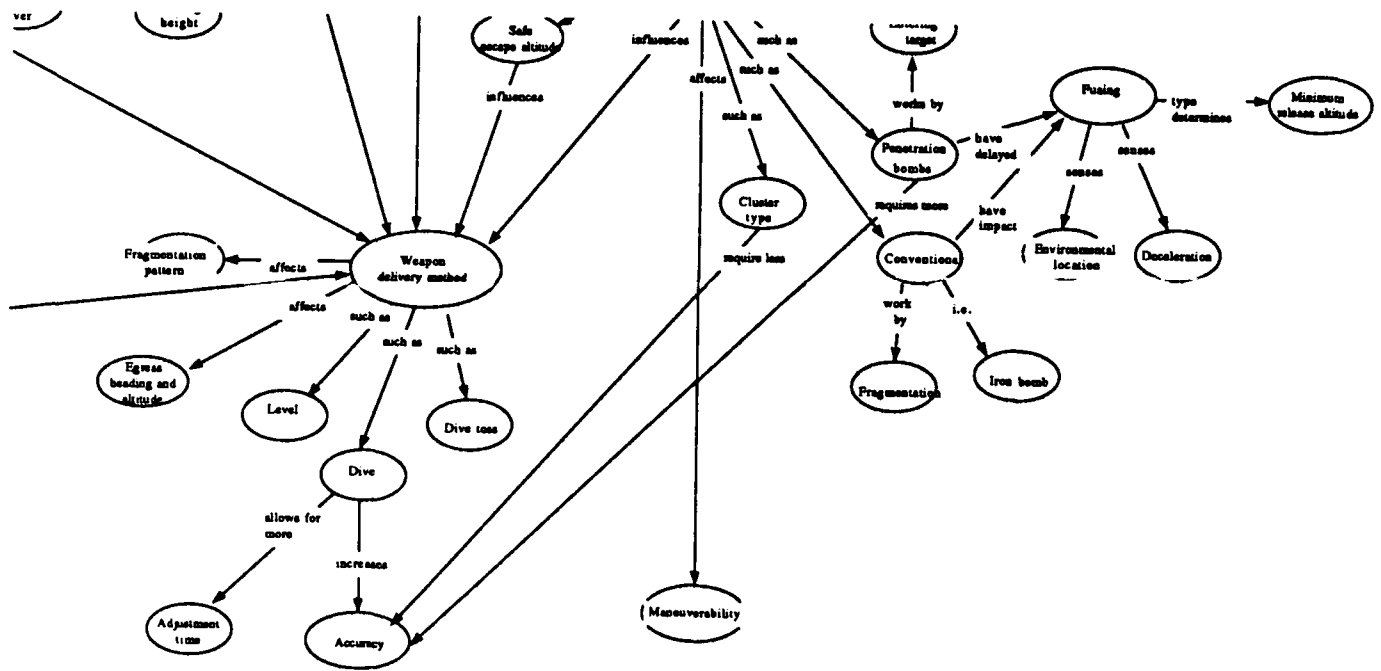 ver
height
Safe
escape altitude
influences
such as
target
influences
affects
such as
Fusing
type
determines
Minimum
release altitude
works by
such as
Penetration
bombs
have
delayed
senses
senses
Cluster
type
requires more
have
impact
Fragmentation
pattern
affects
Weapon
delivery method
require less
Conventional
Environmental
location
Deceleration
affects
such as
such as
such as
work
by
i.e.
Egress
heading and
altitude
Level
Dive toss
Fragmentation
Iron bomb
Dive
allows for
more
increases
Adjustment
time
Accuracy
Maneuverability